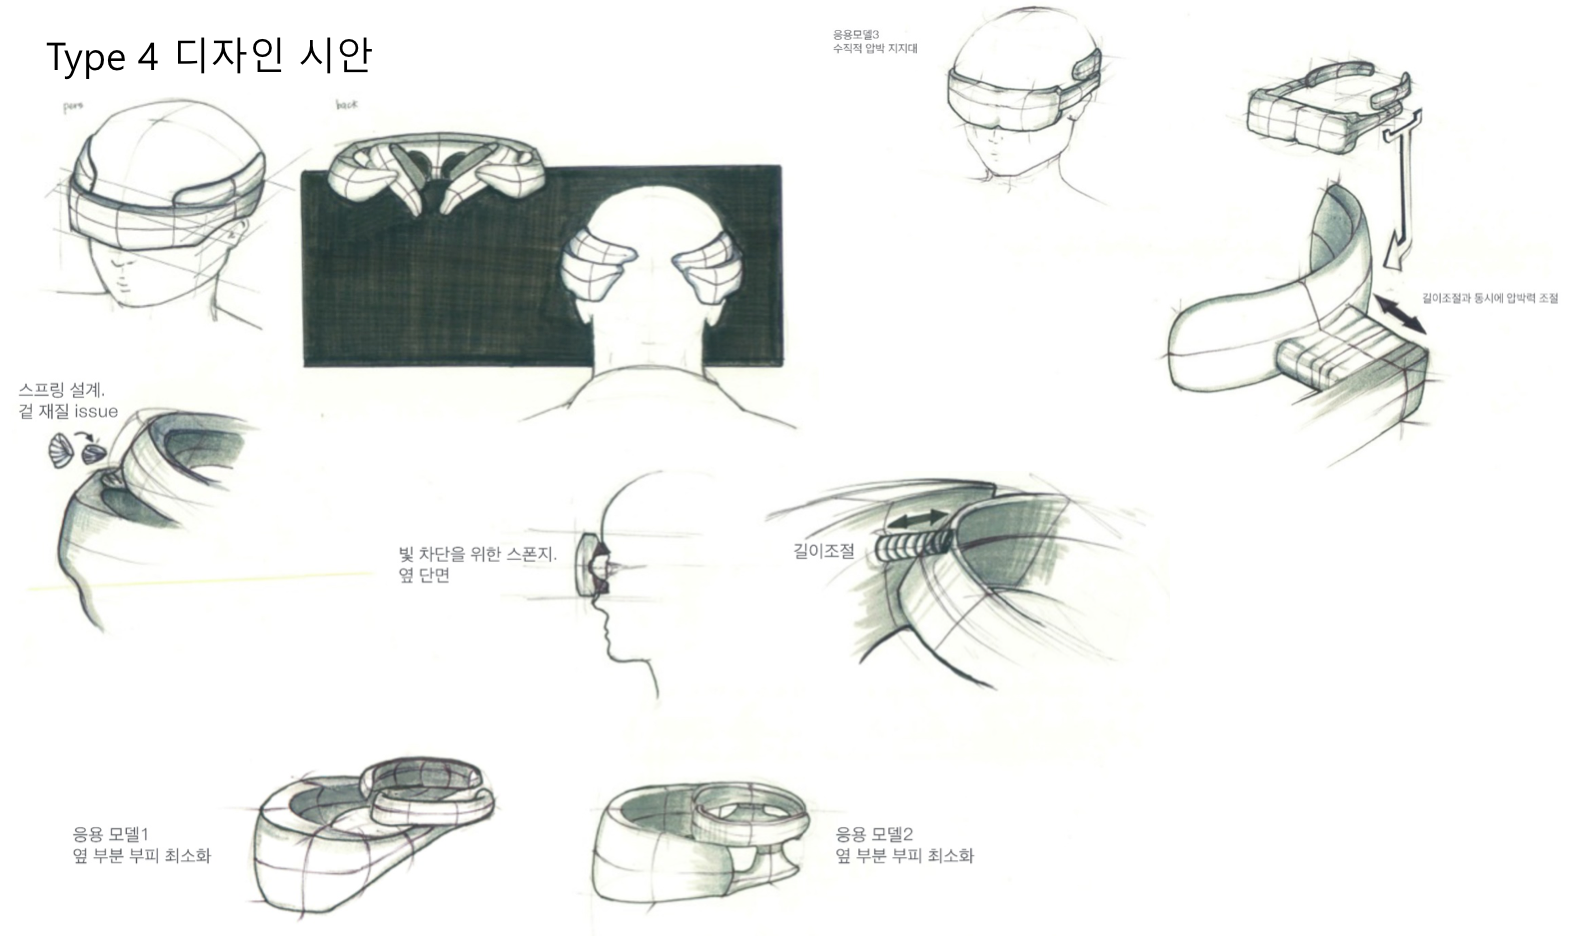 Type 4 디자인 시안
pers
back
응용모델3
수직적 압박 지지대
길이조절과 동시에 압박력 조절
스프링 설계.
겉 재질 issue
빛 차단을 위한 스폰지.
옆 단면
길이조절
응용 모델1
옆 부분 부피 최소화
응용 모델2
옆 부분 부피 최소화